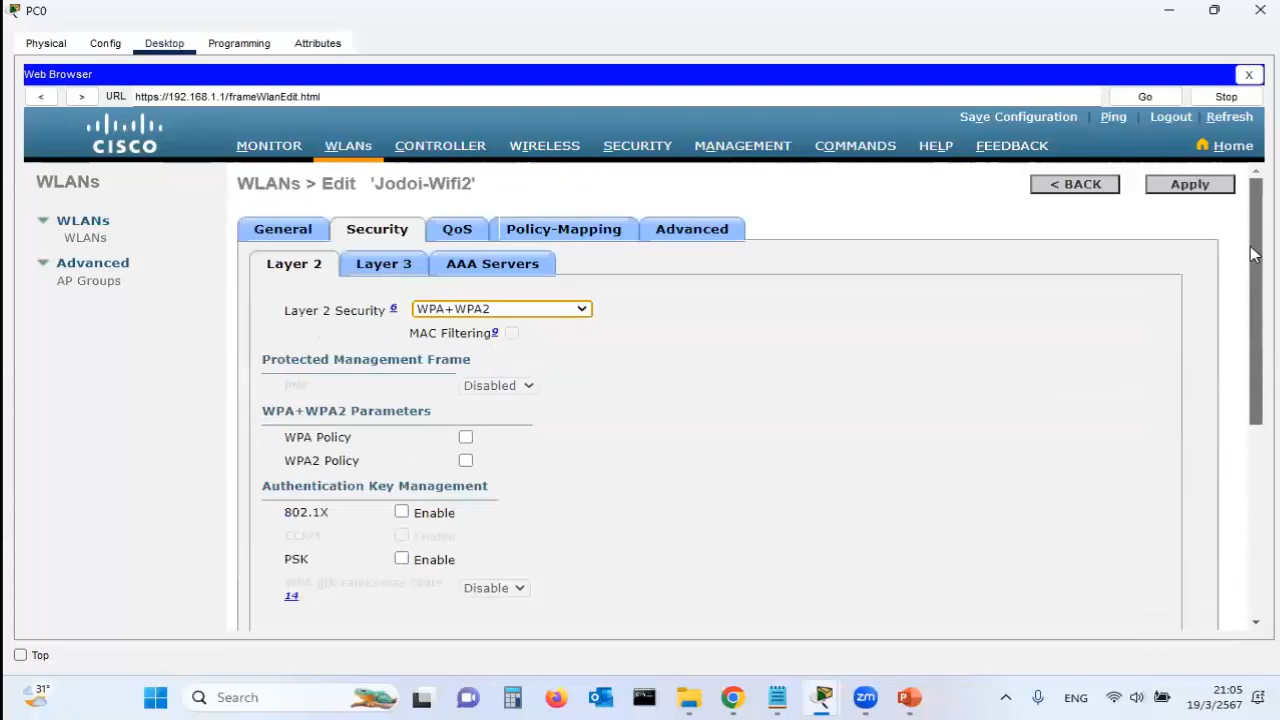 PC0
Physical Config Desktop Programming Attributes
Web Browser X
< > URL https://192.168.1.1/frameWlanEdit.html Go Stop
Save Configuration | Ping | Logout | Refresh
CISCO MONITOR WLANs CONTROLLER WIRELESS SECURITY MANAGEMENT COMMANDS HELP FEEDBACK Home
WLANs
WLANs
WLANs
Advanced
AP Groups
WLANs > Edit 'Jodoi-Wifi2' < BACK Apply
General Security QoS Policy-Mapping Advanced
Layer 2 Layer 3 AAA Servers
Layer 2 Security 6 WPA+WPA2
MAC Filtering9
Protected Management Frame
PMF Disabled
WPA+WPA2 Parameters
WPA Policy
WPA2 Policy
Authentication Key Management
802.1X Enable
CCKM Enable
PSK Enable
WPA Disable
14
Top
31°
Search
ENG
21:05
19/3/2567